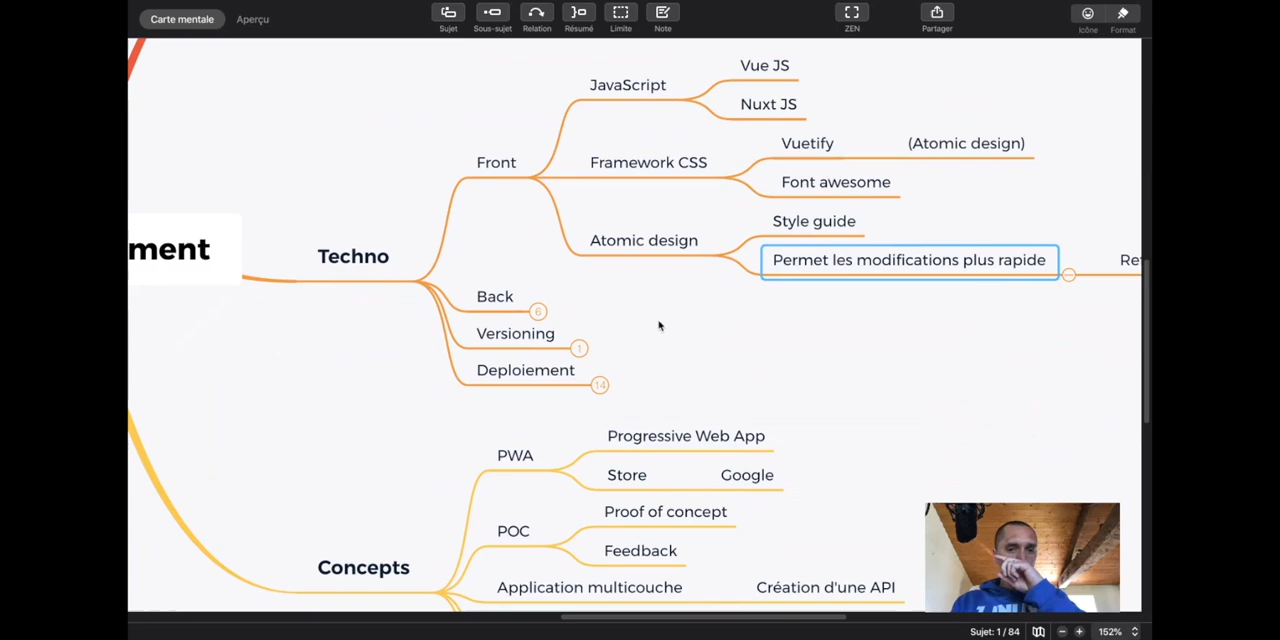 Carte mentale
Aperçu
Sujet
Sous-sujet
Relation
Résumé
Limite
Note
ZEN
Partager
Icône
Format
Vue JS
JavaScript
Nuxt JS
Vuetify
(Atomic design)
Front
Framework CSS
Font awesome
Style guide
Atomic design
ment
Techno
Permet les modifications plus rapide
Back
6
Versioning
1
Deploiement
14
Progressive Web App
PWA
Store
Google
Proof of concept
POC
Feedback
Concepts
Application multicouche
Création d'une API
Sujet: 1 / 84
152%